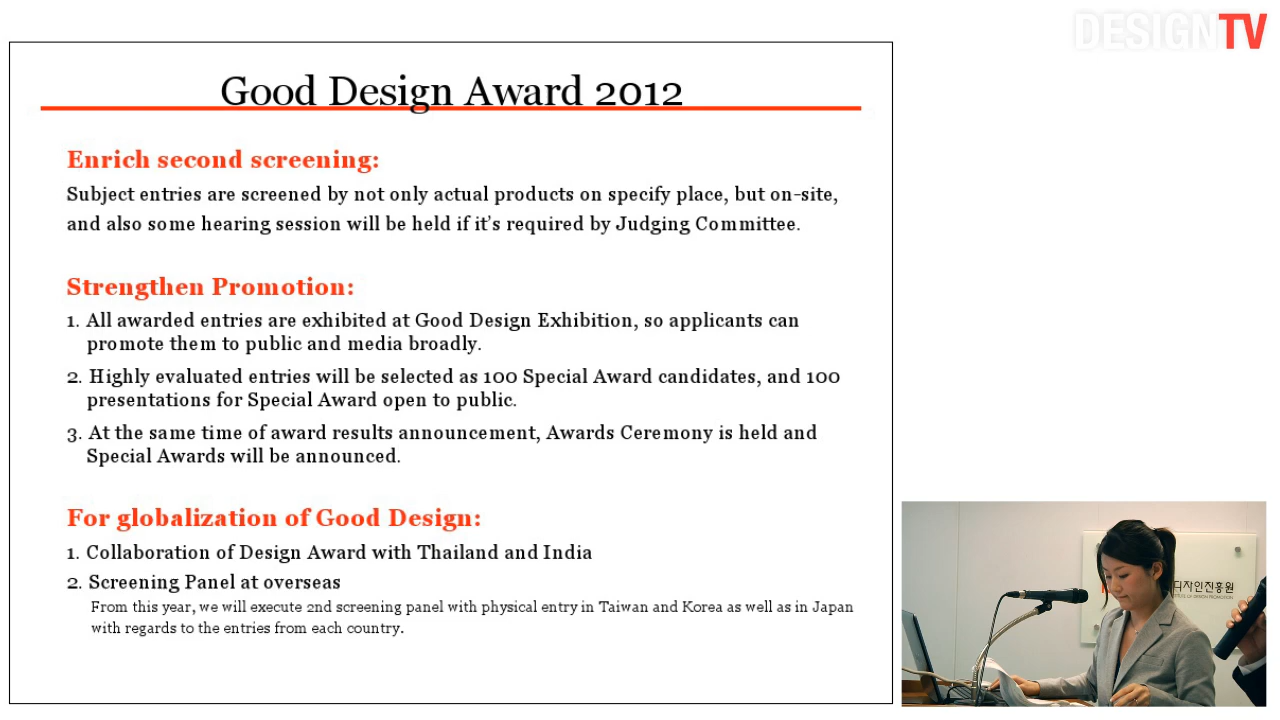 DESIGNTV
Good Design Award 2012
Enrich second screening:
Subject entries are screened by not only actual products on specify place, but on-site,
and also some hearing session will be held if it's required by Judging Committee.
Strengthen Promotion:
1. All awarded entries are exhibited at Good Design Exhibition, so applicants can
promote them to public and media broadly.
2. Highly evaluated entries will be selected as 100 Special Award candidates, and 100
presentations for Special Award open to public.
3. At the same time of award results announcement, Awards Ceremony is held and
Special Awards will be announced.
For globalization of Good Design:
1. Collaboration of Design Award with Thailand and India
2. Screening Panel at overseas
From this year, we will execute 2nd screening panel with physical entry in Taiwan and Korea as well as in Japan
with regards to the entries from each country.
디자인진흥원
OF DESIGN PROMOTION